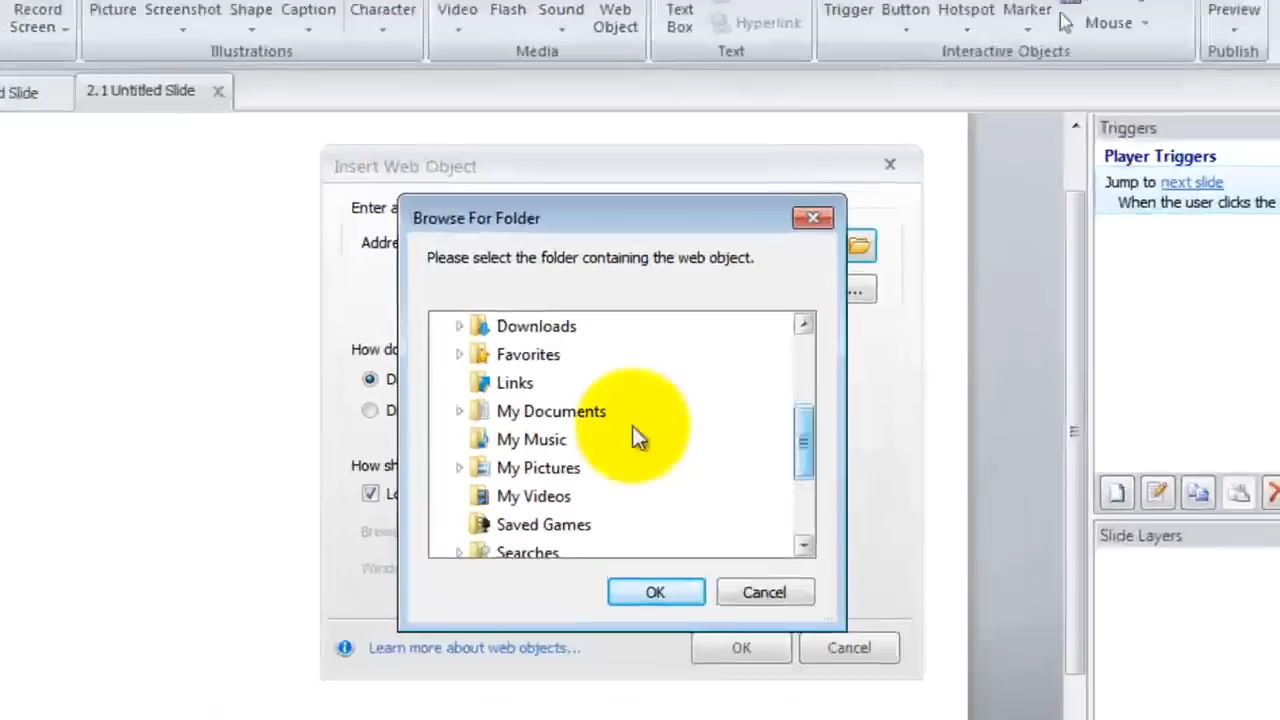 Record Picture Screenshot Shape Caption Character Video Flash Sound Web Text Trigger Button Hotspot Marker Preview
Screen Object Box Hyperlink Mouse
Illustrations Media Text Interactive Objects Publish
d Slide 2.1 Untitled Slide
Triggers
Player Triggers
Jump to next slide
When the user clicks the
Insert Web Object
Enter a
Addre
Browse For Folder
Please select the folder containing the web object.
Downloads
Favorites
Links
My Documents
My Music
My Pictures
My Videos
Saved Games
Searches
OK Cancel
...
How do
D
D
How sh
Lo
Brows
Windo
Learn more about web objects... OK Cancel
Slide Layers